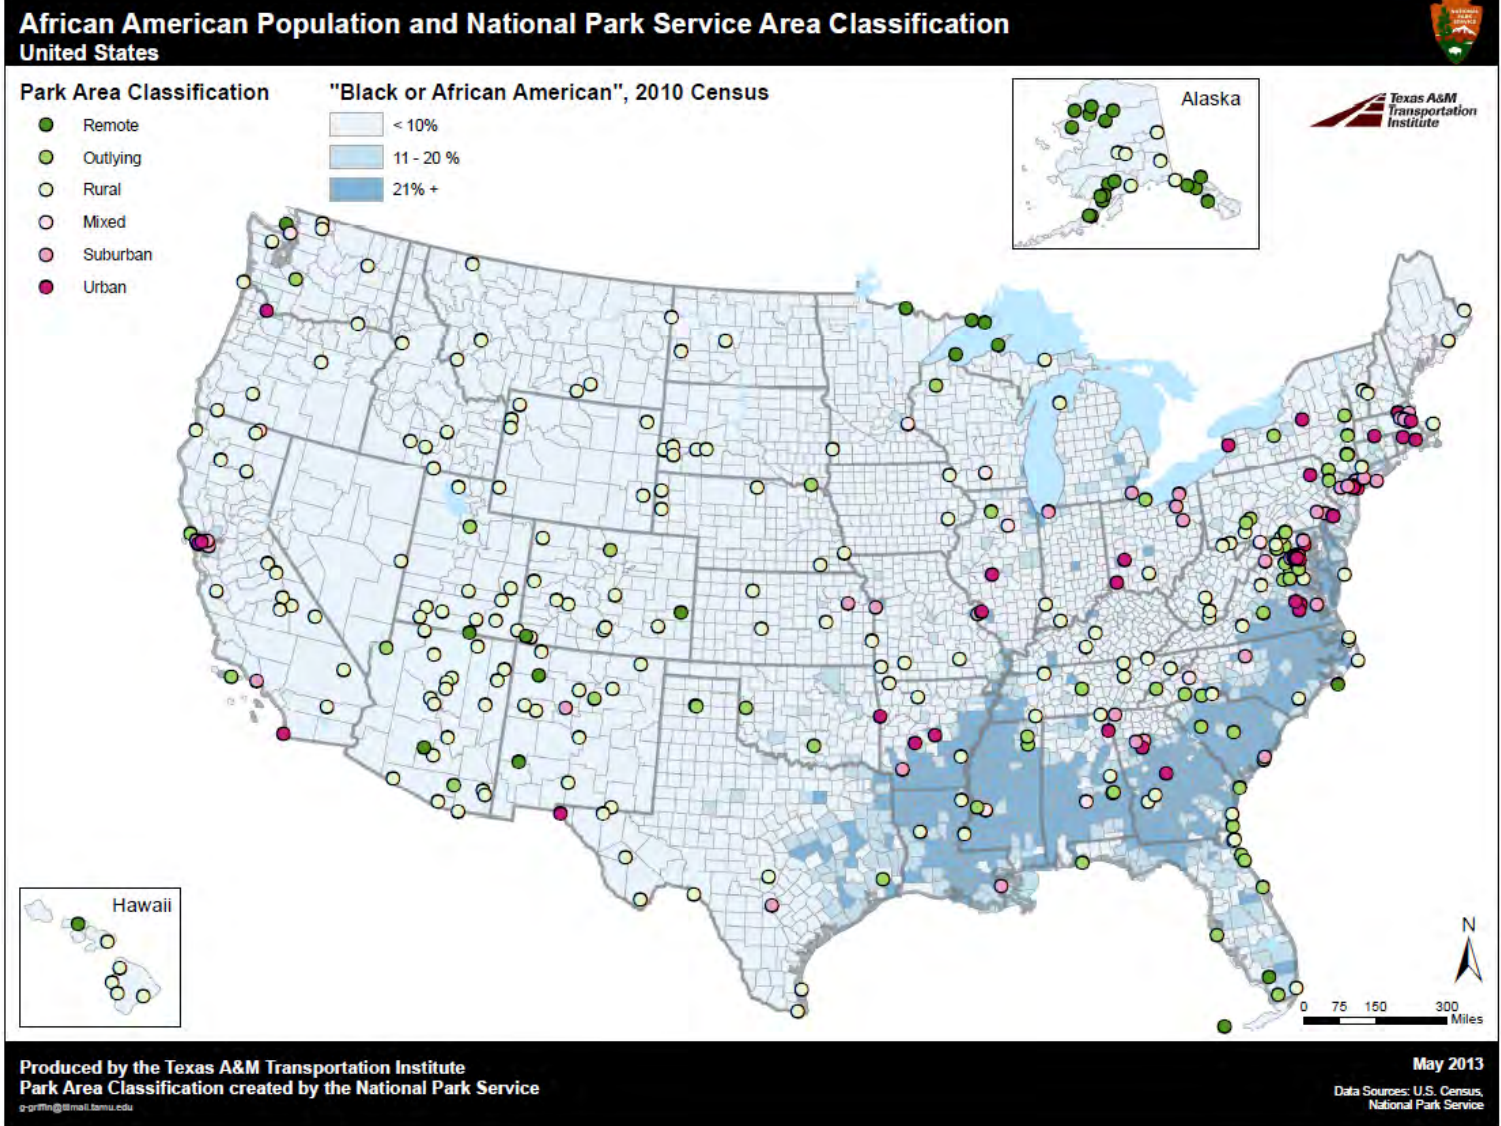 African American Population and National Park Service Area Classification
United States
Park Area Classification
Remote
Outlying
Rural
Mixed
Suburban
Urban
"Black or African American", 2010 Census
< 10%
11 - 20 %
21% +
Alaska
Texas A&M
Transportation
Institute
Hawaii
N
0 75 150 300
Miles
Produced by the Texas A&M Transportation Institute
Park Area Classification created by the National Park Service
May 2013
Data Sources: U.S. Census,
National Park Service